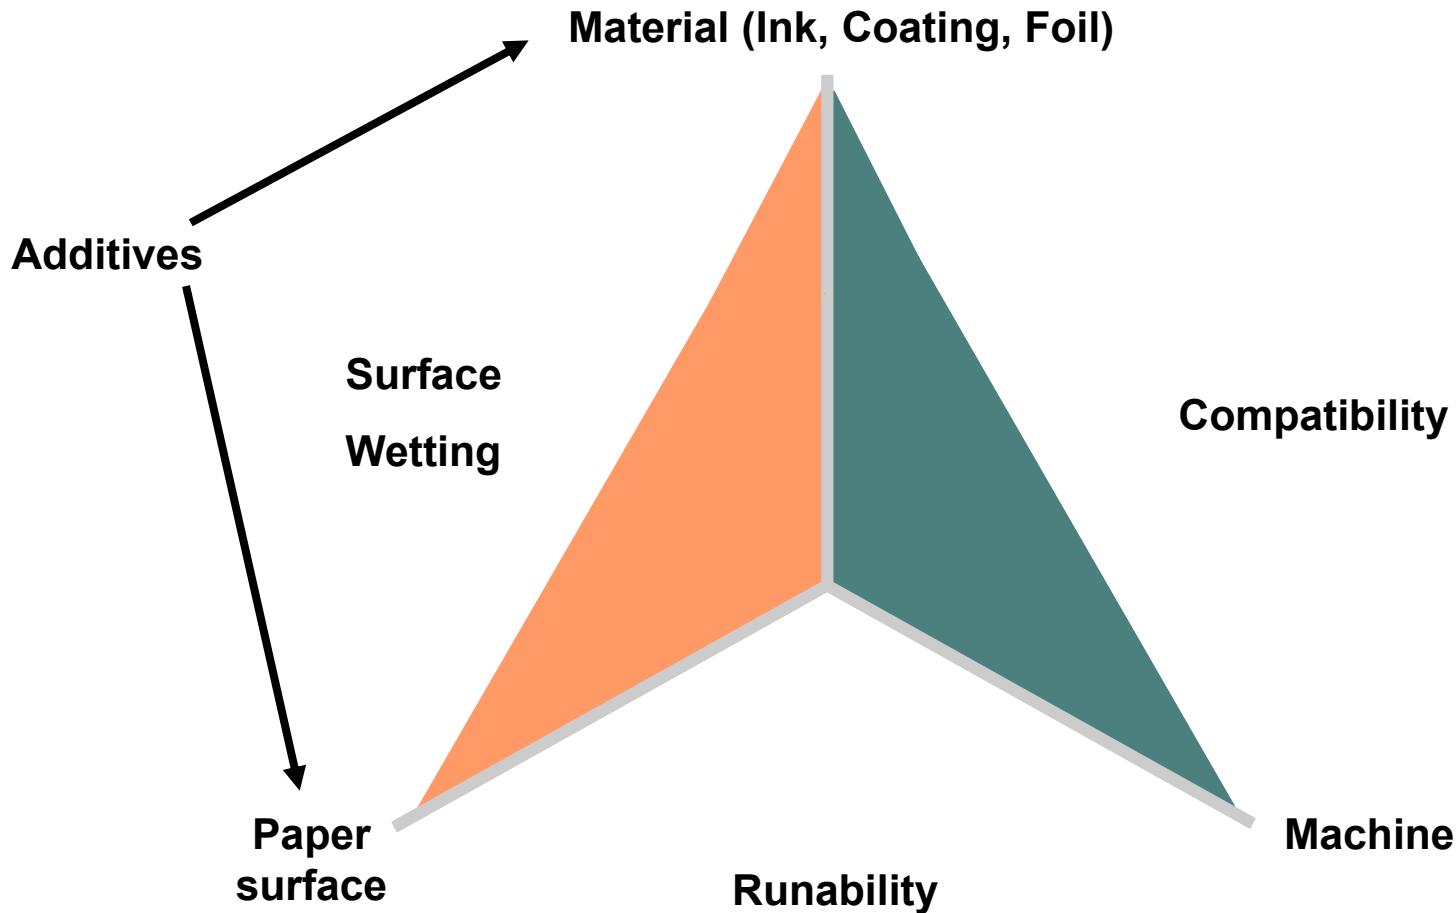 Material (Ink, Coating, Foil)
Additives
Surface
Wetting
Compatibility
Paper
surface
Machine
Runability